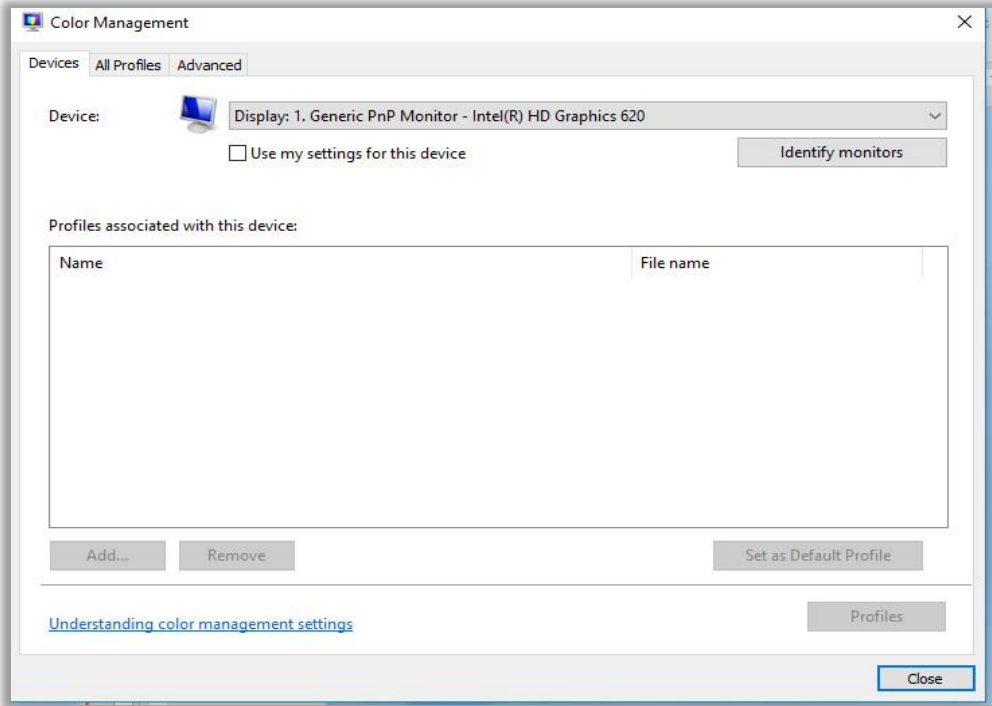 Color Management
Devices All Profiles Advanced
Device: Display: 1. Generic PnP Monitor - Intel(R) HD Graphics 620
Use my settings for this device Identify monitors
Profiles associated with this device:
Name File name
Add... Remove Set as Default Profile
Understanding color management settings Profiles
Close